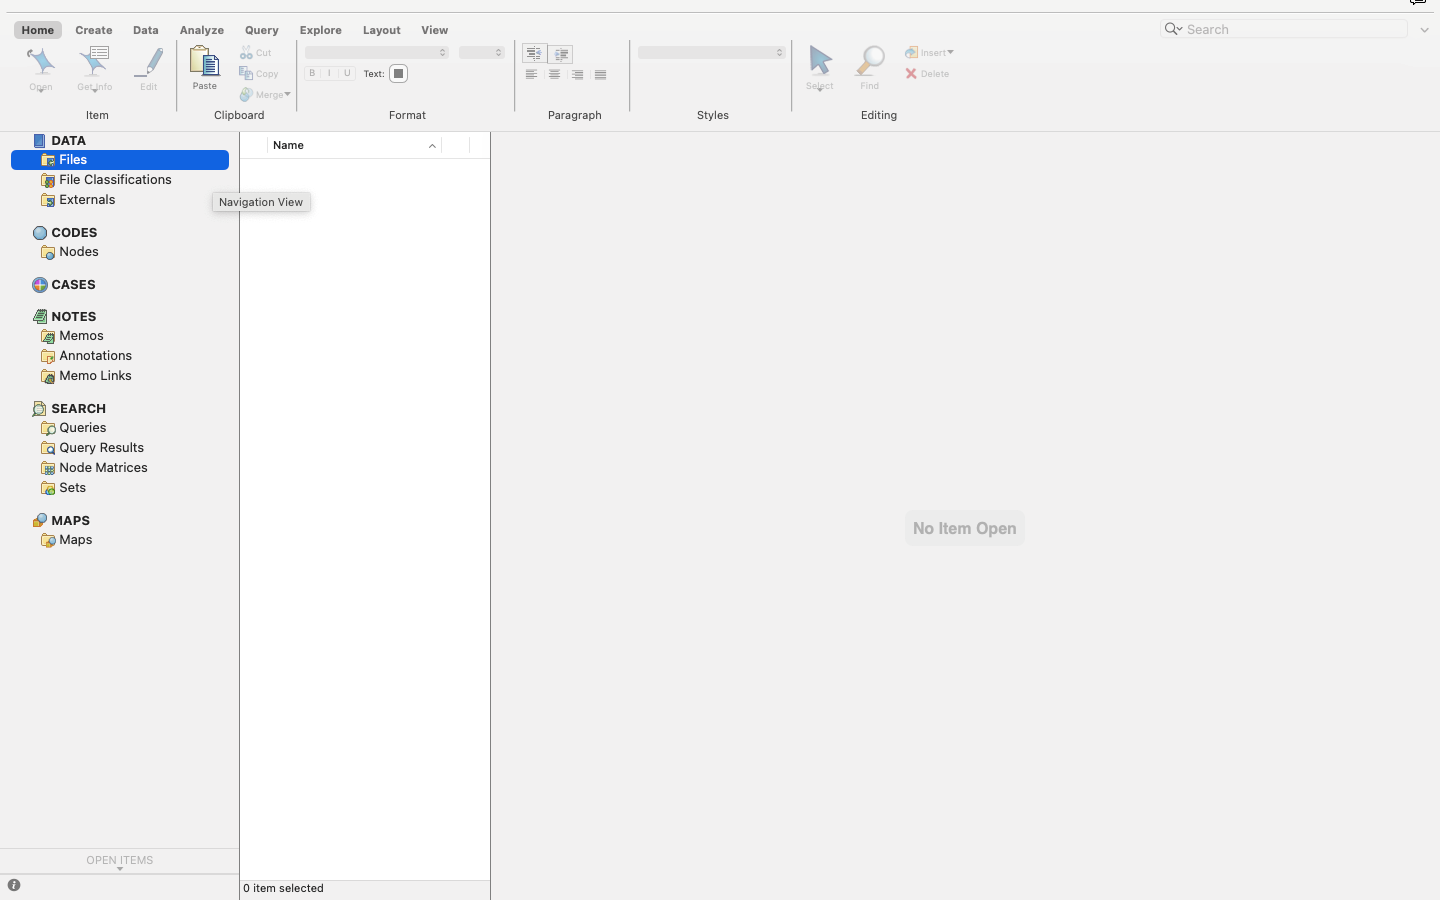 Home Create Data Analyze Query Explore Layout View
Search
Open Get Info Edit
Item
Paste
Cut
Copy
Merge
Clipboard
B I U Text:
Format
Paragraph
Styles
Select Find
Insert
Delete
Editing
DATA
Files
File Classifications
Externals
CODES
Nodes
CASES
NOTES
Memos
Annotations
Memo Links
SEARCH
Queries
Query Results
Node Matrices
Sets
MAPS
Maps
OPEN ITEMS
Name
Navigation View
0 item selected
No Item Open